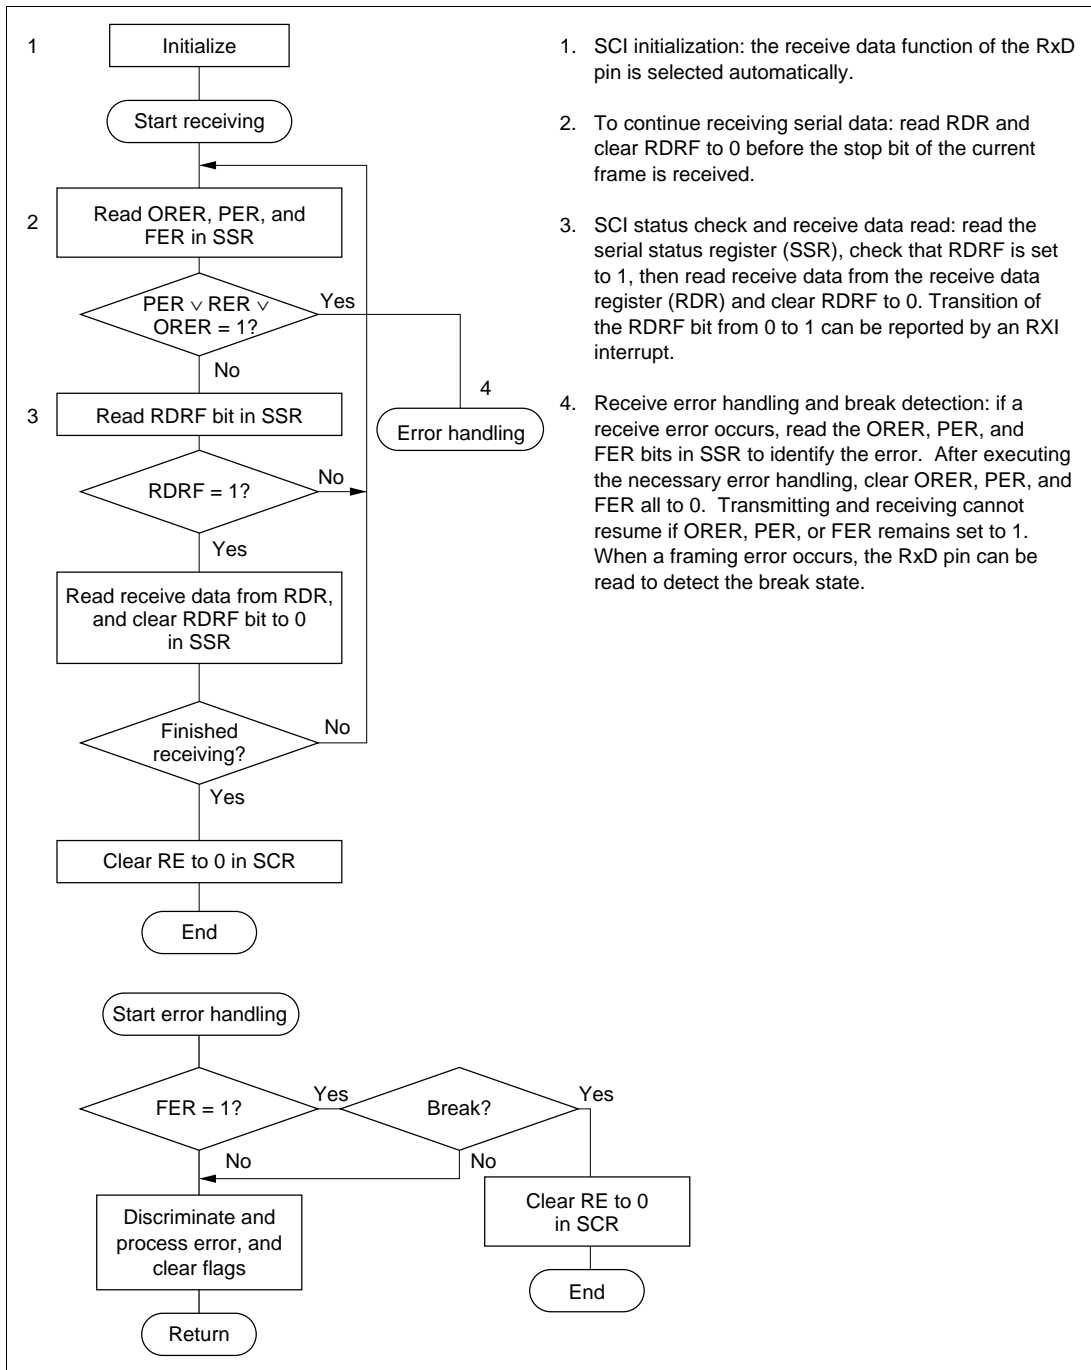 1
Initialize
Start receiving
2
Read ORER, PER, and
FER in SSR
PER ∨ RER ∨
ORER = 1?
Yes
No
4
Error handling
3
Read RDRF bit in SSR
RDRF = 1?
No
Yes
Read receive data from RDR,
and clear RDRF bit to 0
in SSR
Finished
receiving?
No
Yes
Clear RE to 0 in SCR
End
1. SCI initialization: the receive data function of the RxD
pin is selected automatically.
2. To continue receiving serial data: read RDR and
clear RDRF to 0 before the stop bit of the current
frame is received.
3. SCI status check and receive data read: read the
serial status register (SSR), check that RDRF is set
to 1, then read receive data from the receive data
register (RDR) and clear RDRF to 0. Transition of
the RDRF bit from 0 to 1 can be reported by an RXI
interrupt.
4. Receive error handling and break detection: if a
receive error occurs, read the ORER, PER, and
FER bits in SSR to identify the error.  After executing
the necessary error handling, clear ORER, PER, and
FER all to 0.  Transmitting and receiving cannot
resume if ORER, PER, or FER remains set to 1.
When a framing error occurs, the RxD pin can be
read to detect the break state.
Start error handling
FER = 1?
Yes
Break?
Yes
No
No
Discriminate and
process error, and
clear flags
Clear RE to 0
in SCR
Return
End